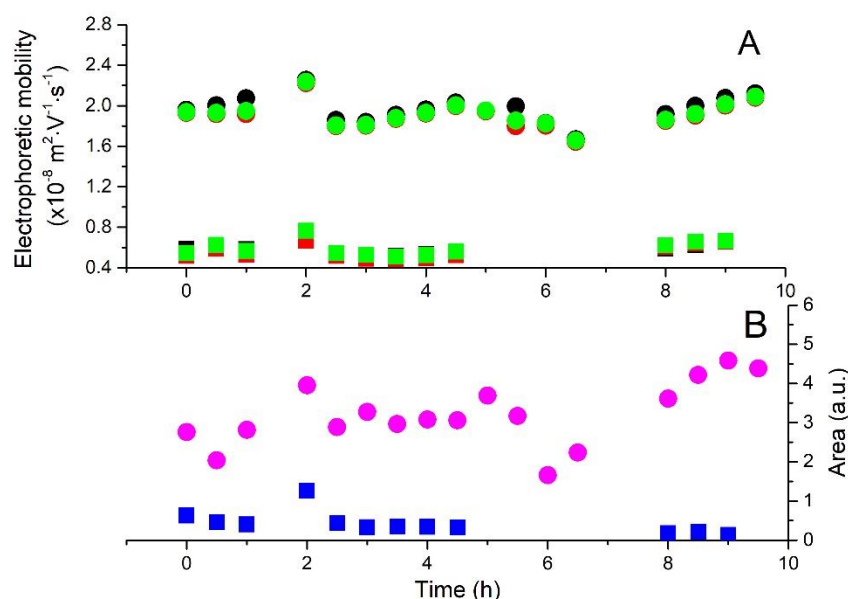 Electrophoretic mobility
(x10⁻⁸ m²·V⁻¹·s⁻¹)
2.8
2.4
2.0
1.6
1.2
0.8
0.4
A
0 2 4 6 8 10
B
6
5
4
3
2
1
0
Area (a.u.)
0 2 4 6 8 10
Time (h)